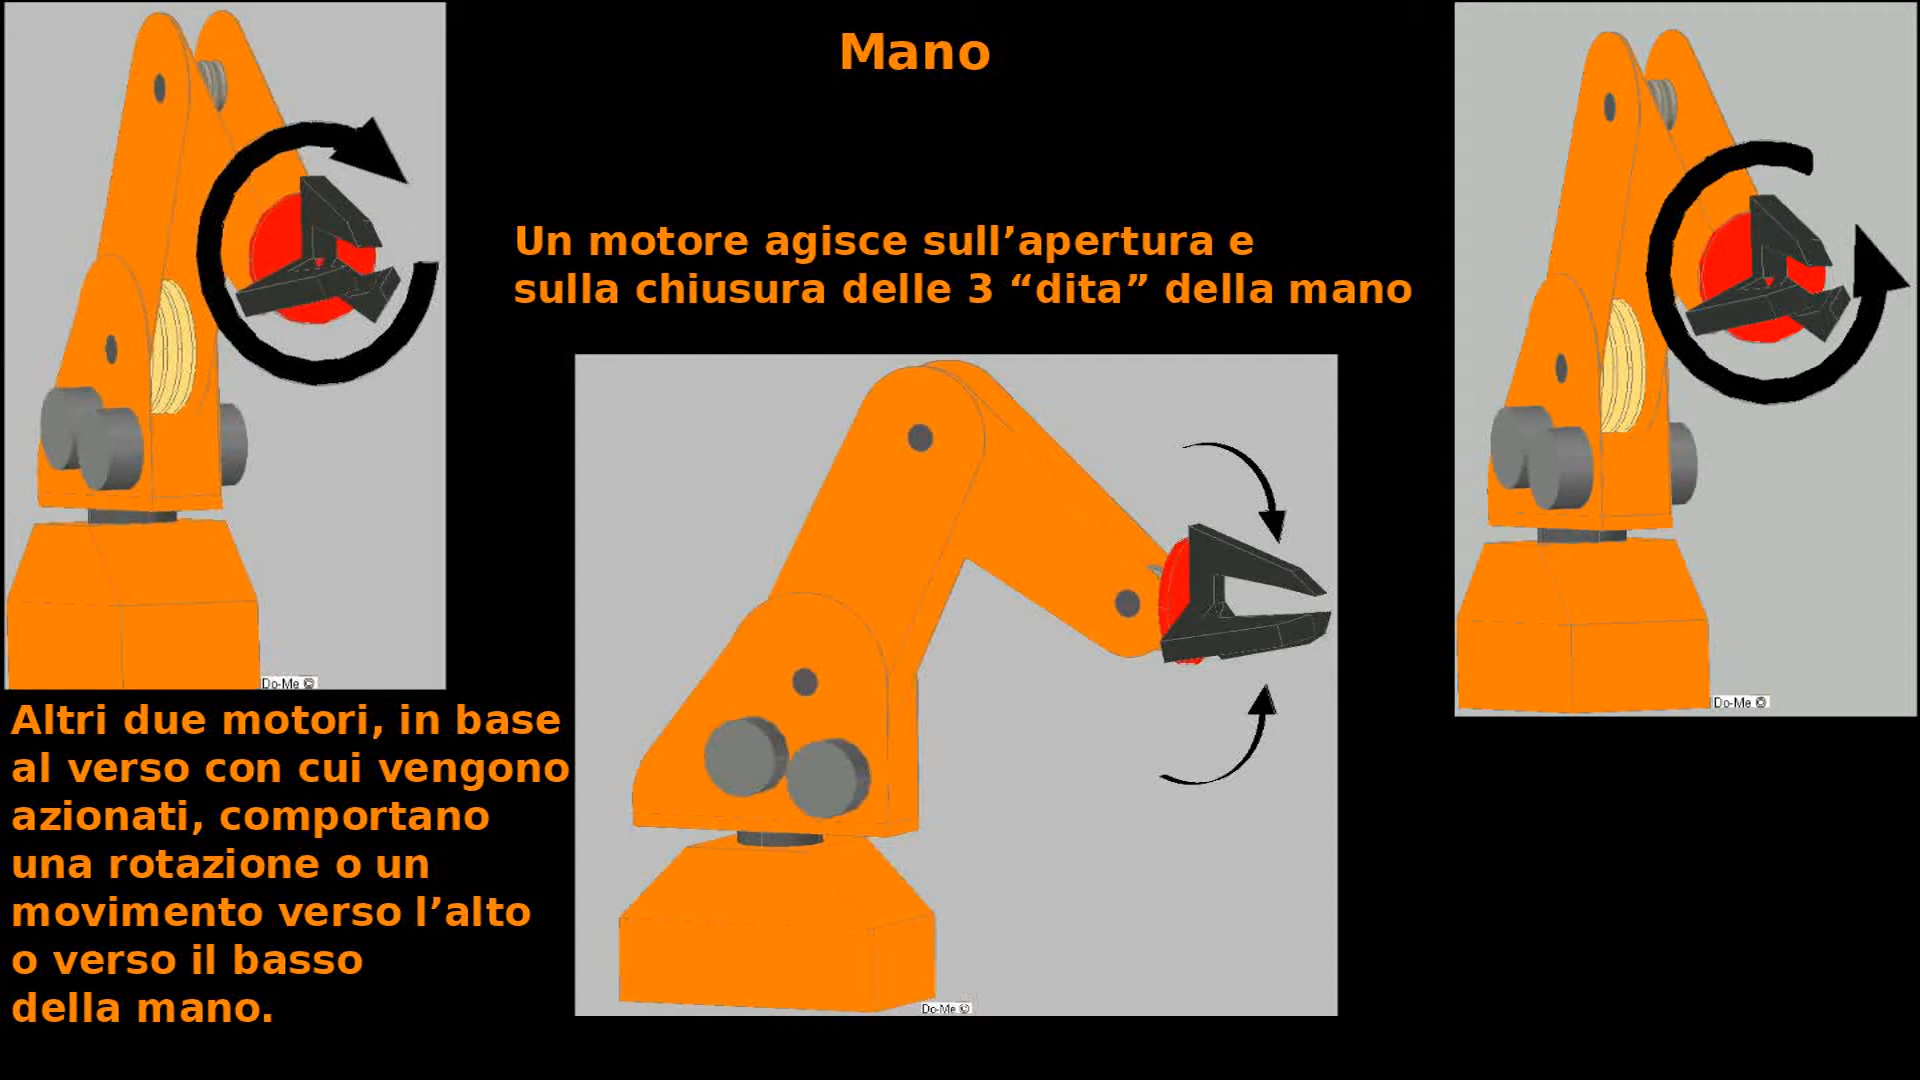 Mano
Un motore agisce sull’apertura e
sulla chiusura delle 3 “dita” della mano
Do-Me ©
Altri due motori, in base
al verso con cui vengono
azionati, comportano
una rotazione o un
movimento verso l’alto
o verso il basso
della mano.
Do-Me ©
Do-Me ©